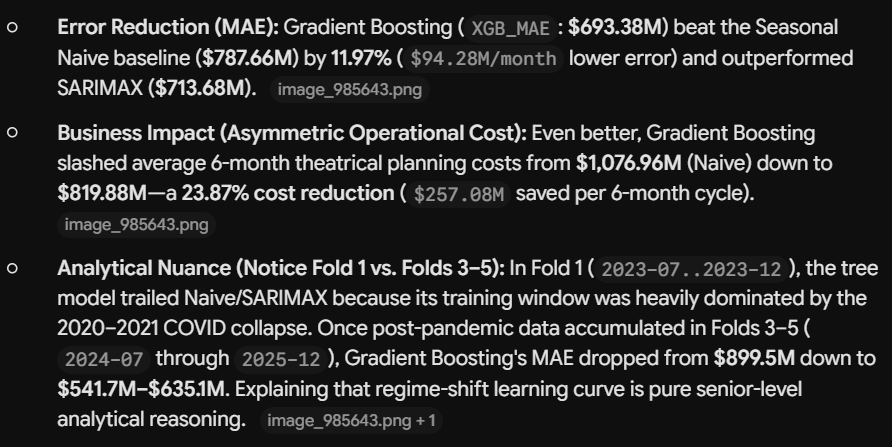 Error Reduction (MAE): Gradient Boosting ( XGB_MAE : $693.38M) beat the Seasonal
Naive baseline ($787.66M) by 11.97% ( $94.28M/month lower error) and outperformed
SARIMAX ($713.68M). image_985643.png
Business Impact (Asymmetric Operational Cost): Even better, Gradient Boosting
slashed average 6-month theatrical planning costs from $1,076.96M (Naive) down to
$819.88M—a 23.87% cost reduction ( $257.08M saved per 6-month cycle).
image_985643.png
Analytical Nuance (Notice Fold 1 vs. Folds 3–5): In Fold 1 ( 2023-07..2023-12 ), the tree
model trailed Naive/SARIMAX because its training window was heavily dominated by the
2020–2021 COVID collapse. Once post-pandemic data accumulated in Folds 3–5 (
2024-07 through 2025-12 ), Gradient Boosting's MAE dropped from $899.5M down to
$541.7M–$635.1M. Explaining that regime-shift learning curve is pure senior-level
analytical reasoning. image_985643.png + 1